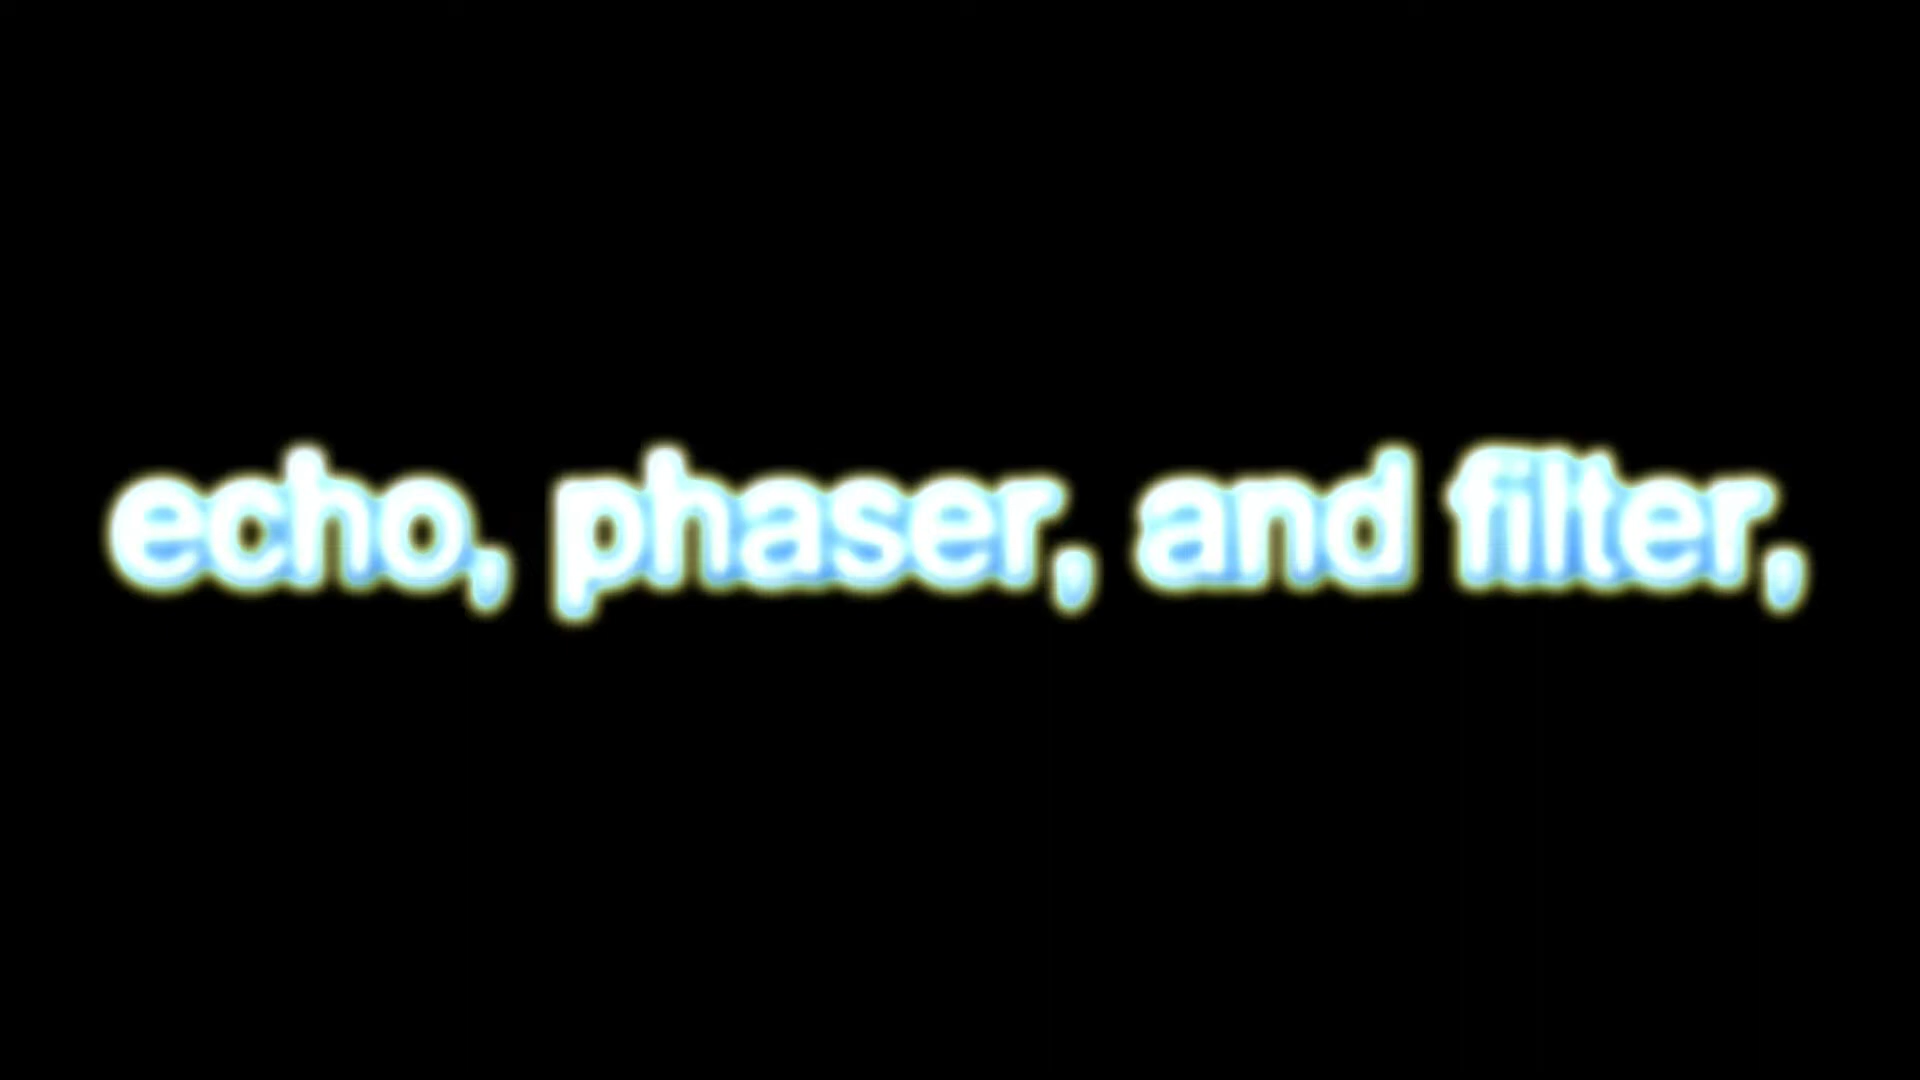 echo, phaser, and filter,